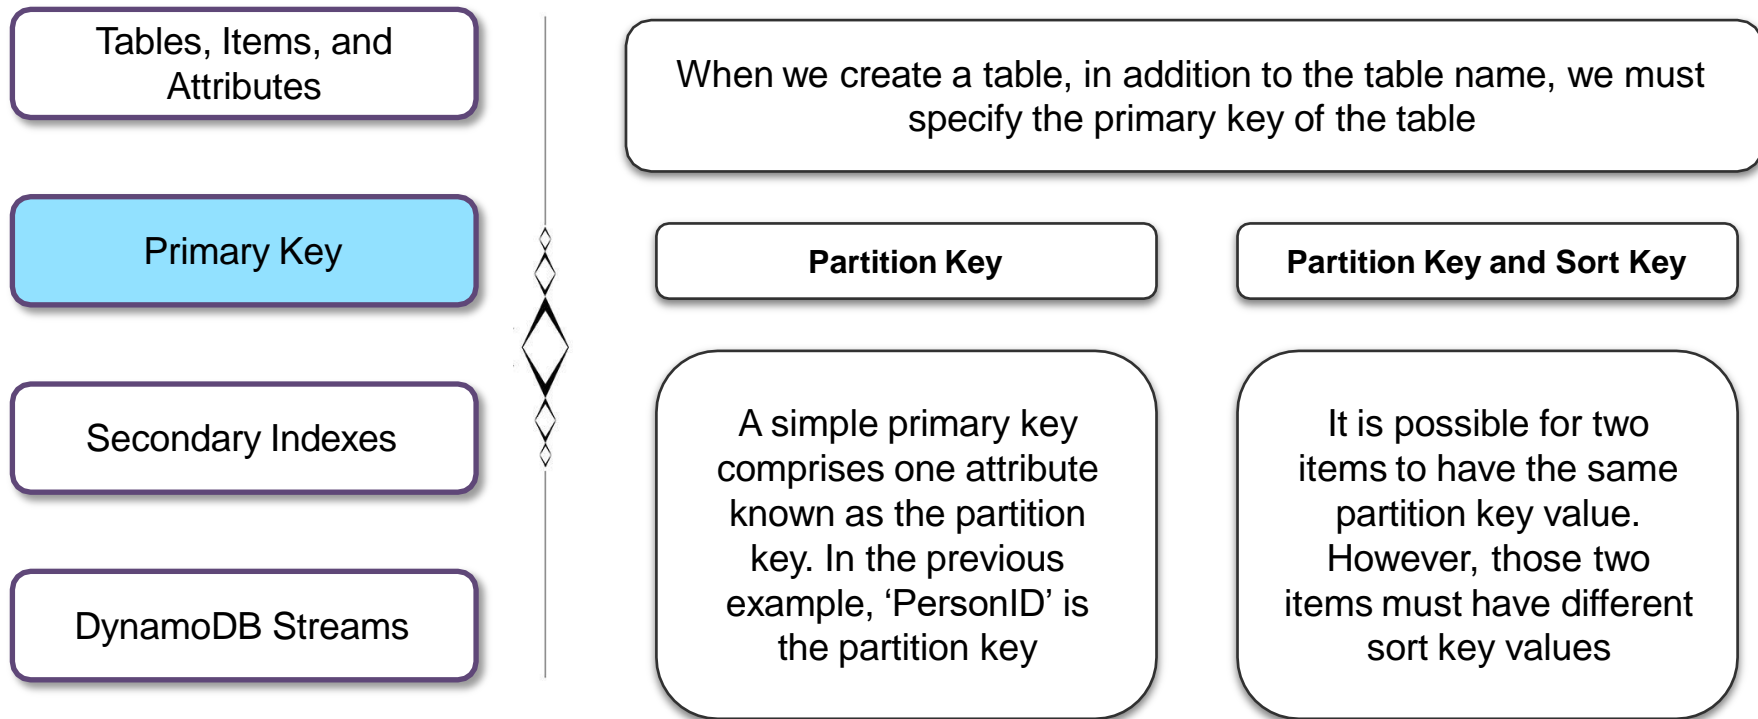 Tables, Items, and
Attributes
Primary Key
Secondary Indexes
DynamoDB Streams
When we create a table, in addition to the table name, we must
specify the primary key of the table
Partition Key
A simple primary key
comprises one attribute
known as the partition
key. In the previous
example, ‘PersonID’ is
the partition key
Partition Key and Sort Key
It is possible for two
items to have the same
partition key value.
However, those two
items must have different
sort key values